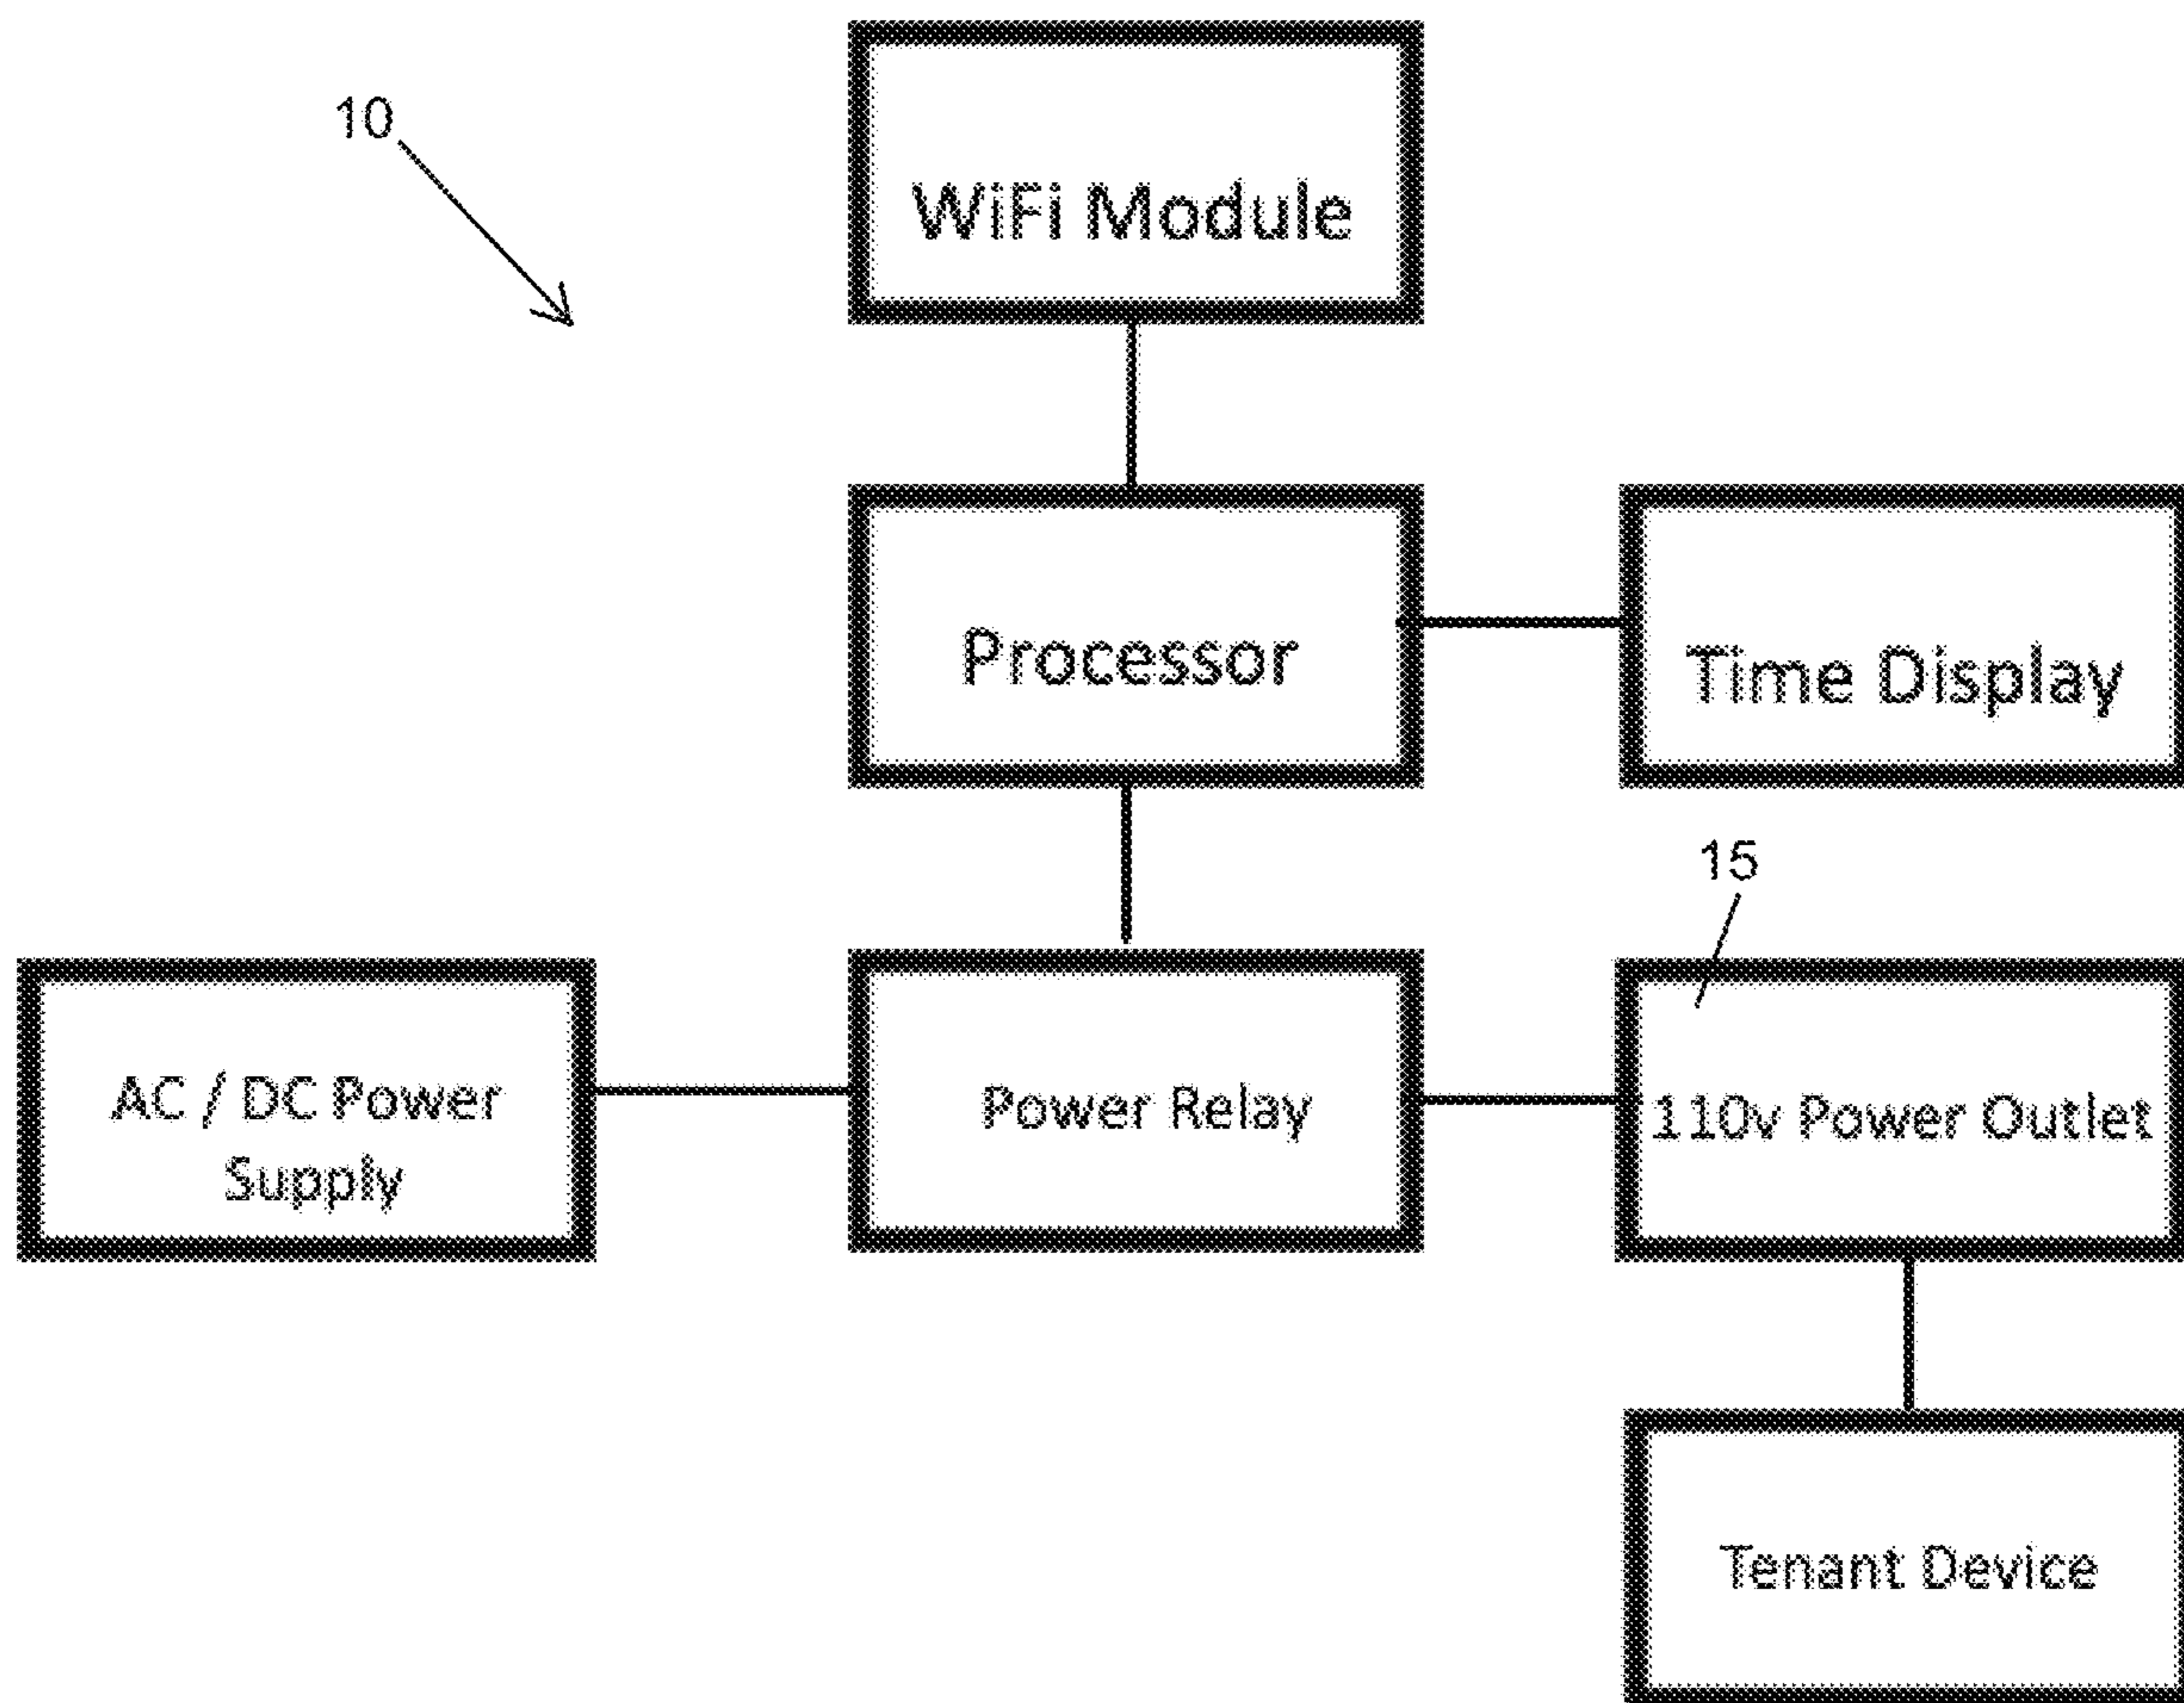 10
WiFi Module
Processor
Time Display
15
AC / DC Power
Supply
Power Relay
110v Power Outlet
Tenant Device